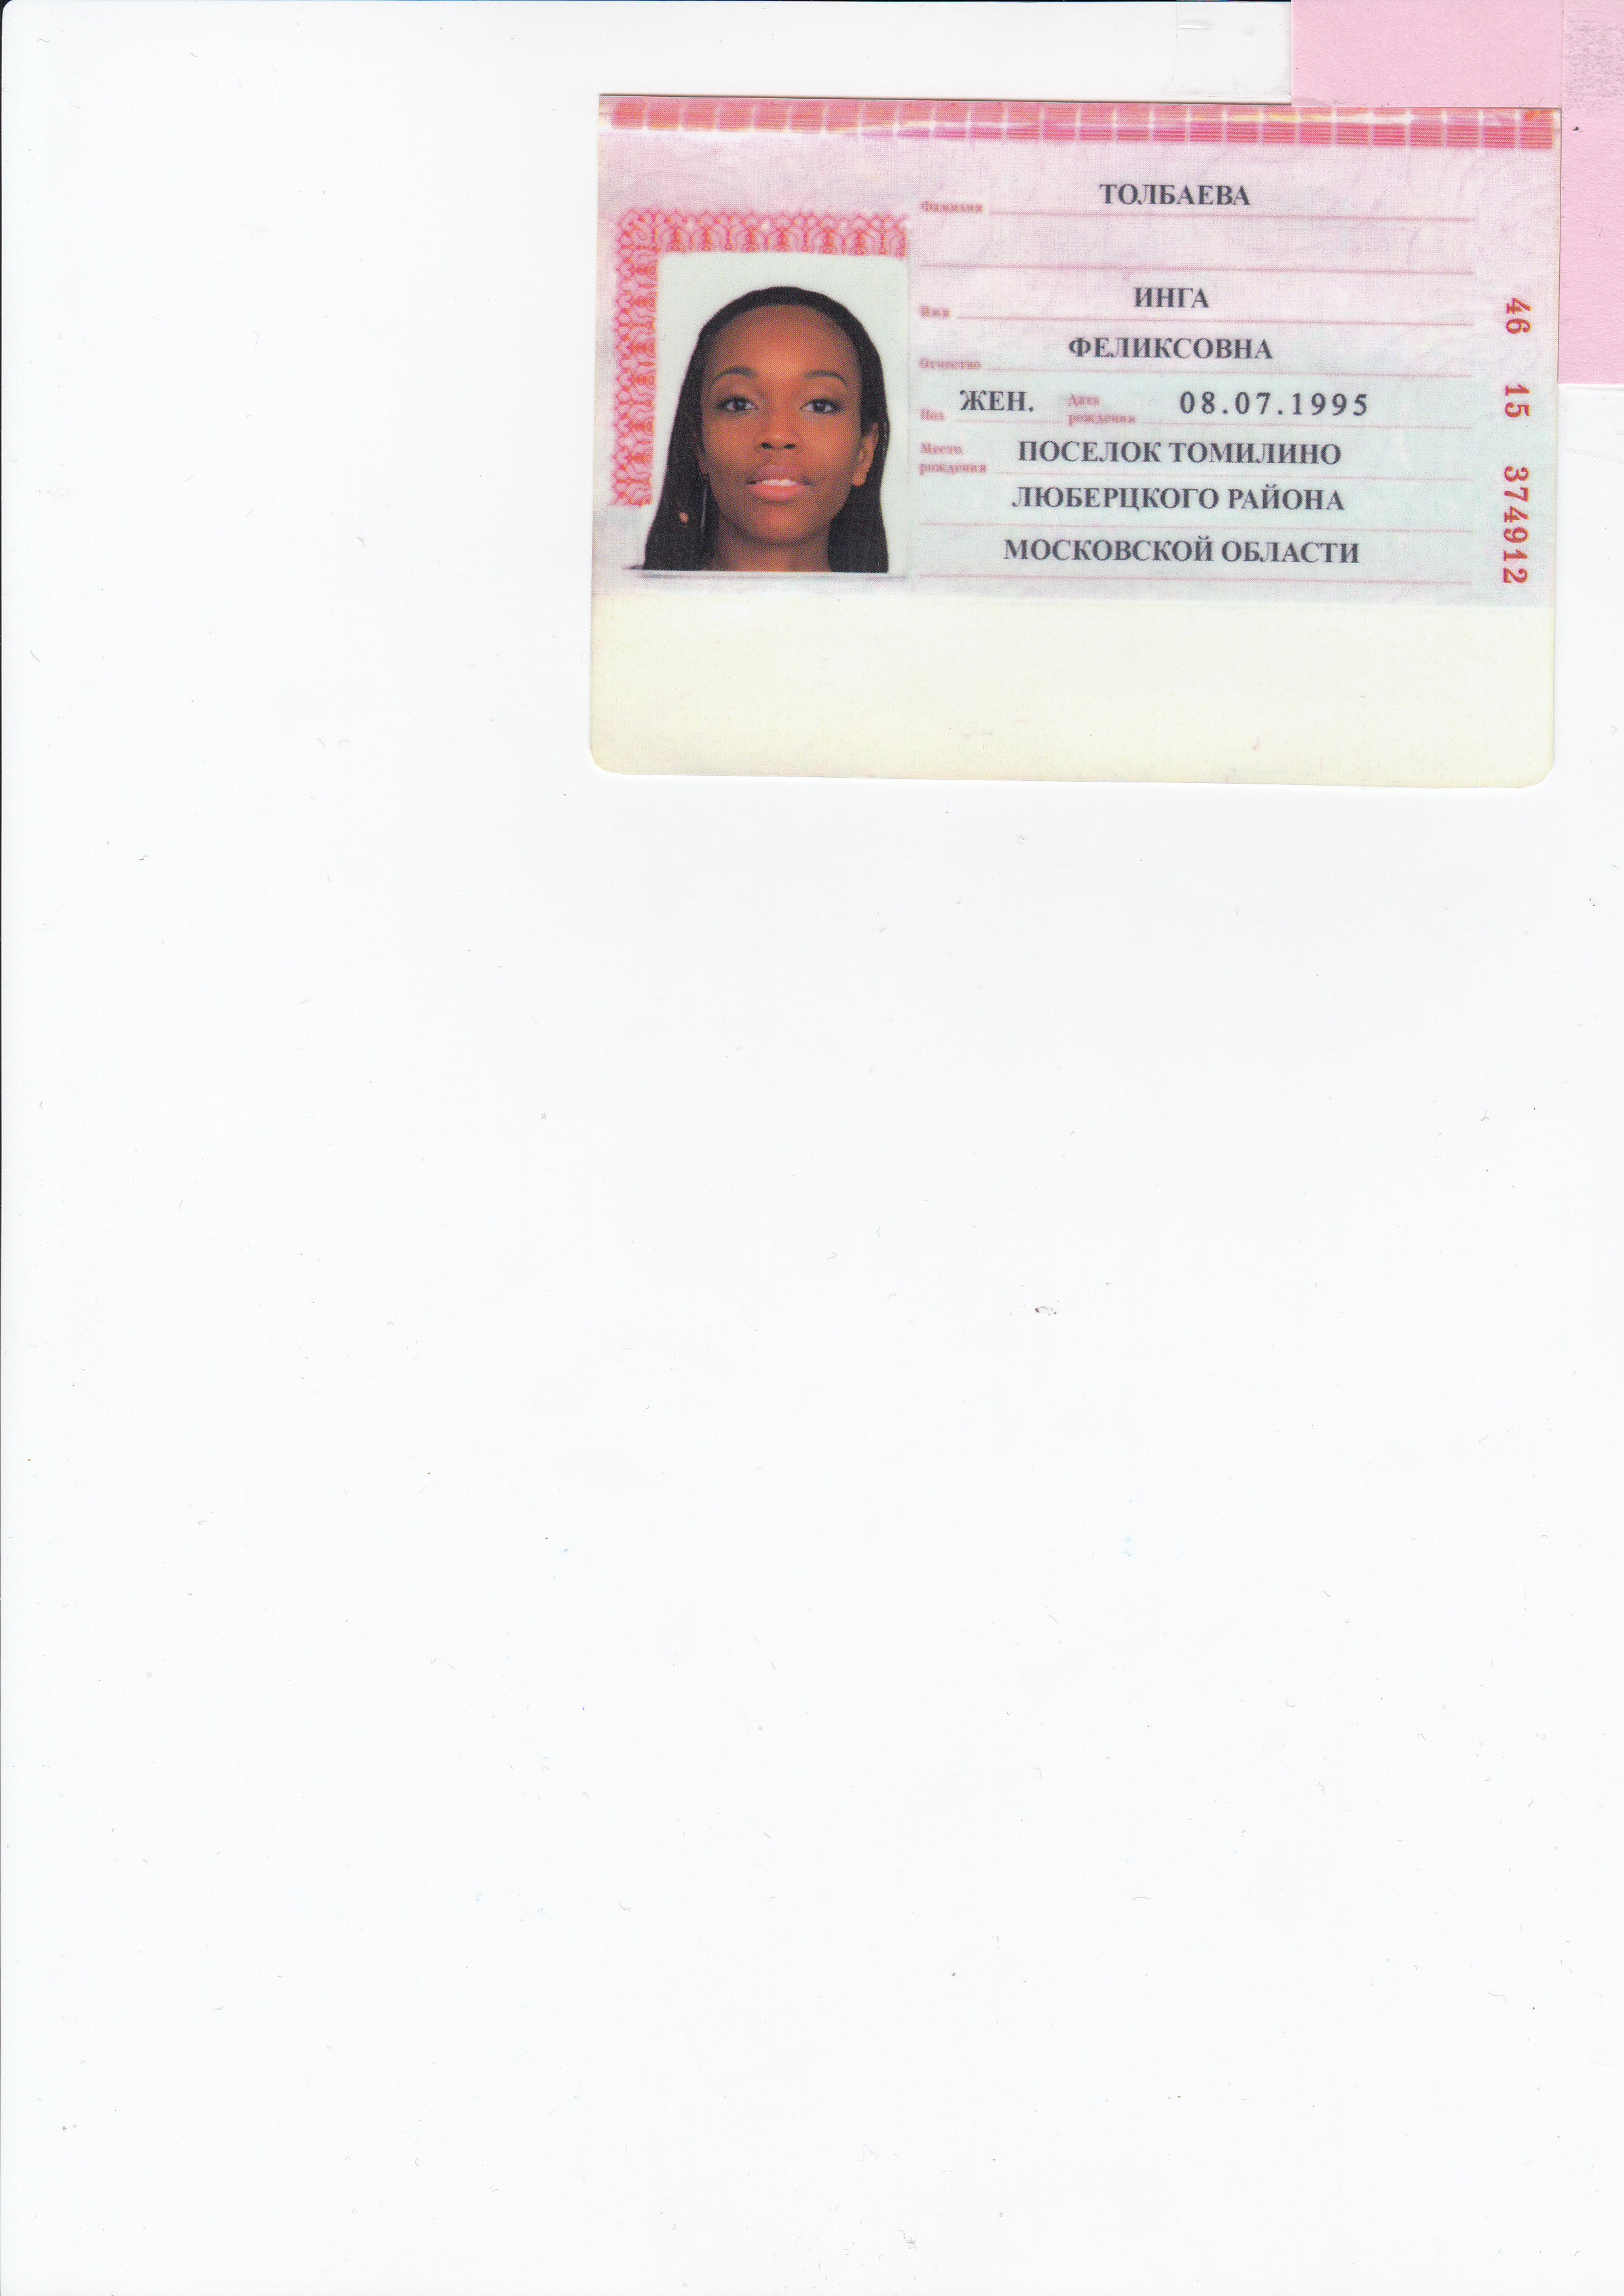 Фамилия ТОЛБАЕВА
Имя ИНГА
Отчество ФЕЛИКСОВНА
Пол ЖЕН. Дата рождения 08.07.1995
Место рождения ПОСЕЛОК ТОМИЛИНО
ЛЮБЕРЦКОГО РАЙОНА
МОСКОВСКОЙ ОБЛАСТИ
46 15 374912